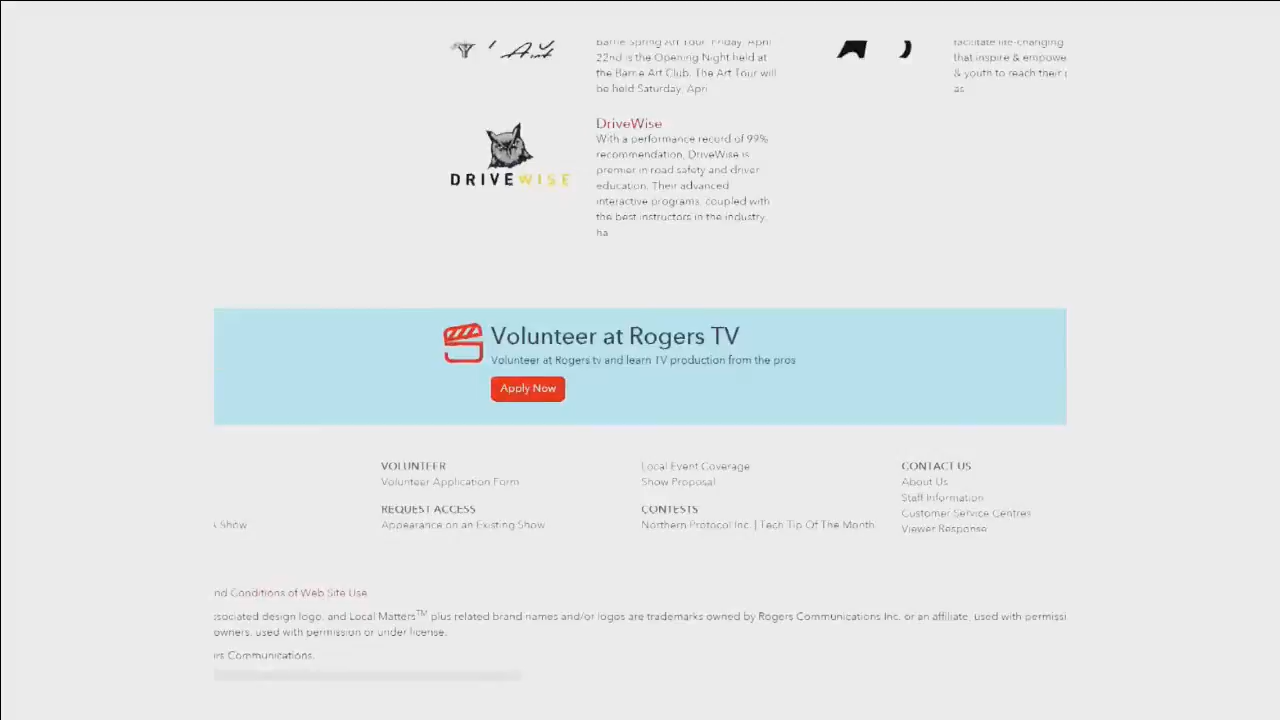 Barrie Spring Art Tour. Friday, April
22nd is the Opening Night held at
the Barrie Art Club. The Art Tour will
be held Saturday, Apri
facilitate life-changing
that inspire & empowe
& youth to reach their
as
DriveWise
With a performance record of 99%
recommendation, DriveWise is
premier in road safety and driver
education. Their advanced
interactive programs, coupled with
the best instructors in the industry,
ha
DRIVEWISE
Volunteer at Rogers TV
Volunteer at Rogers tv and learn TV production from the pros
Apply Now
Show
VOLUNTEER
Volunteer Application Form
REQUEST ACCESS
Appearance on an Existing Show
Local Event Coverage
Show Proposal
CONTESTS
Northern Protocol Inc. | Tech Tip Of The Month
CONTACT US
About Us
Staff Information
Customer Service Centres
Viewer Response
nd Conditions of Web Site Use
ssociated design logo, and Local Matters™ plus related brand names and/or logos are trademarks owned by Rogers Communications Inc. or an affiliate, used with permissi
owners, used with permission or under license.
rs Communications.